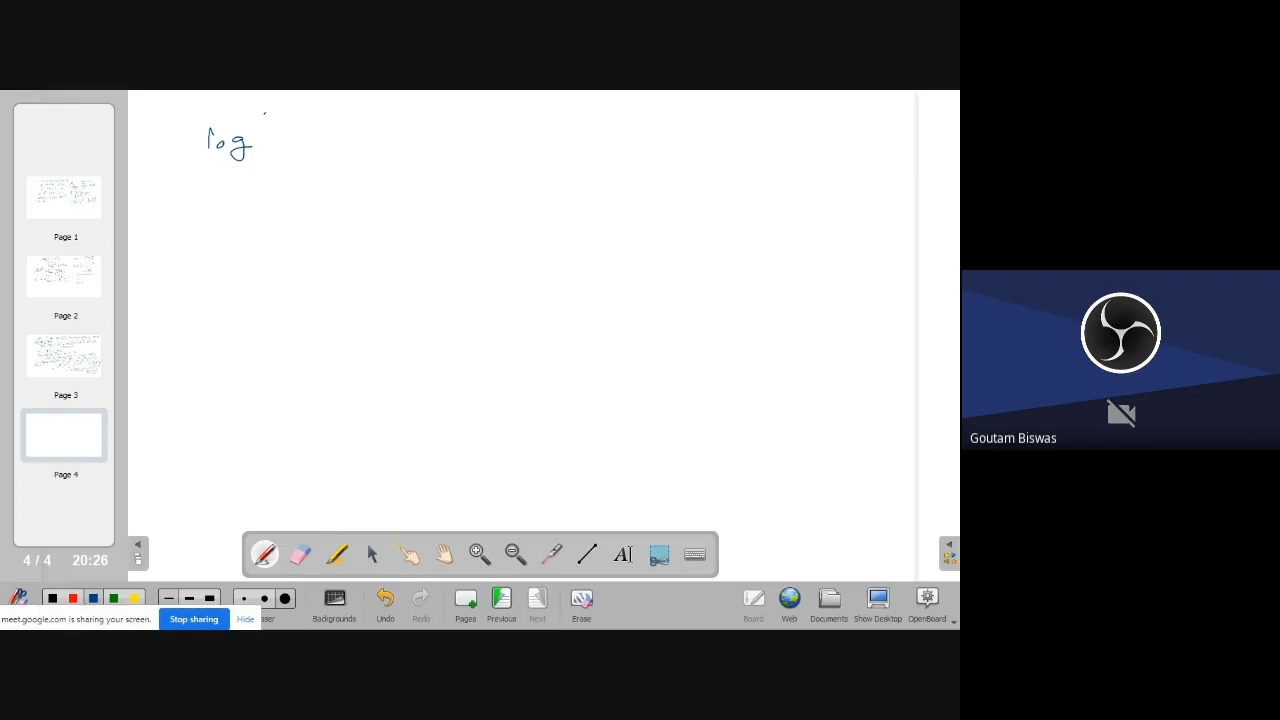 log
Page 1
Page 2
Page 3
Page 4
4 / 4 20:26
Goutam Biswas
meet.google.com is sharing your screen. Stop sharing Hide
Backgrounds Undo Redo Pages Previous Next Erase Board Web Documents Show Desktop OpenBoard